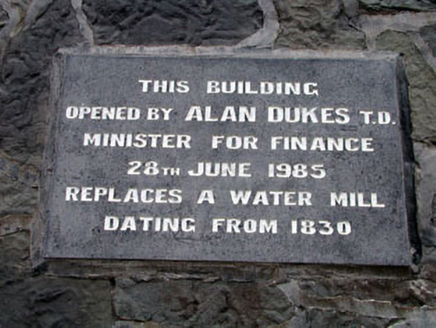 THIS BUILDING
OPENED BY ALAN DUKES T.D.
MINISTER FOR FINANCE
28TH JUNE 1985
REPLACES A WATER MILL
DATING FROM 1830